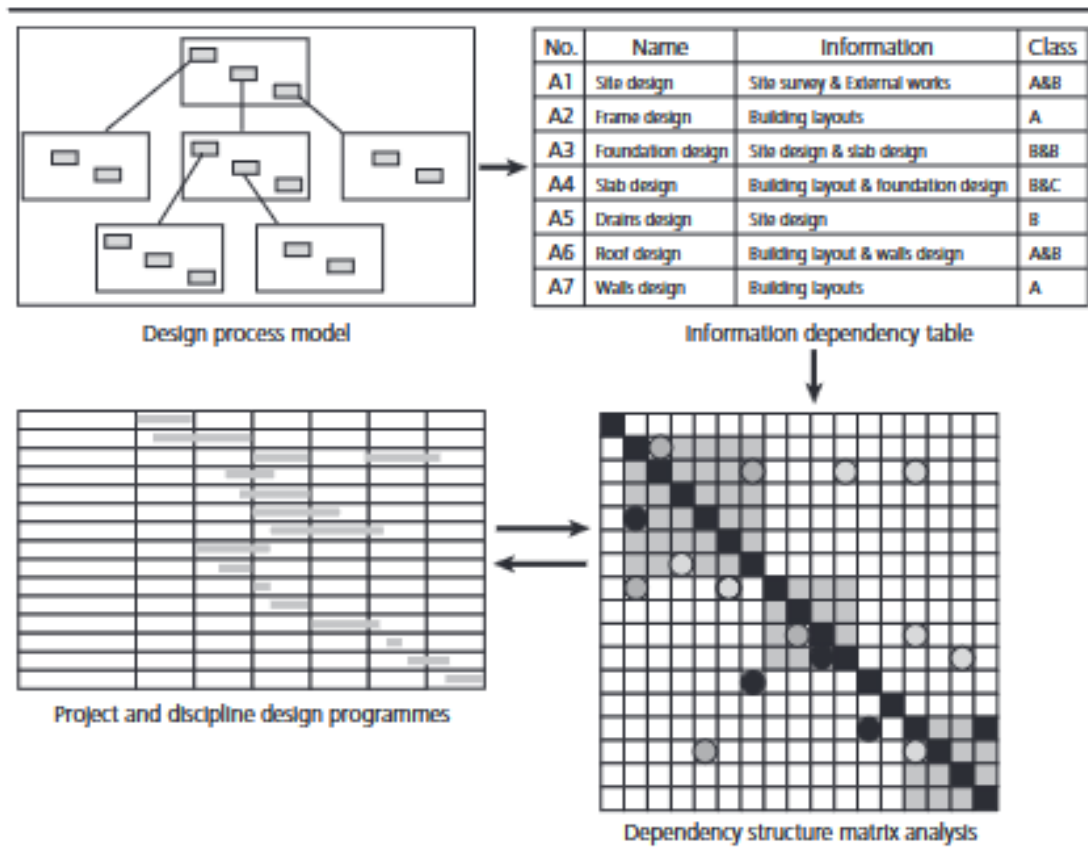 No. Name Information Class
A1 Site design Site survey & External works A&B
A2 Frame design Building layouts A
A3 Foundation design Site design & slab design B&B
A4 Slab design Building layout & foundation design B&C
A5 Drains design Site design B
A6 Roof design Building layout & walls design A&B
A7 Walls design Building layouts A
Design process model
Information dependency table
Project and discipline design programmes
Dependency structure matrix analysis